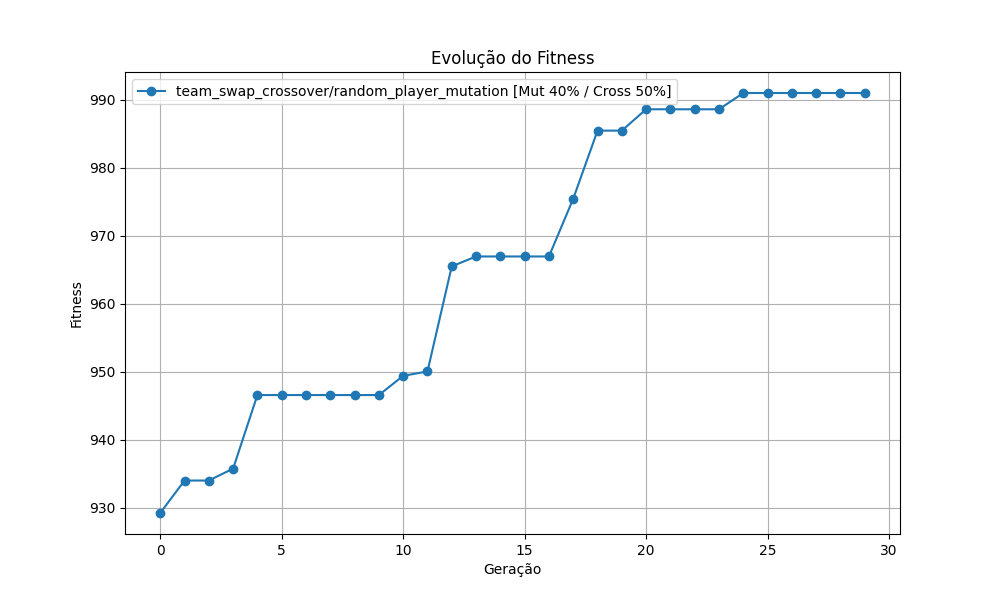 Evolução do Fitness
team_swap_crossover/random_player_mutation [Mut 40% / Cross 50%]
990
980
970
960
950
940
930
Fitness
0 5 10 15 20 25 30
Geração